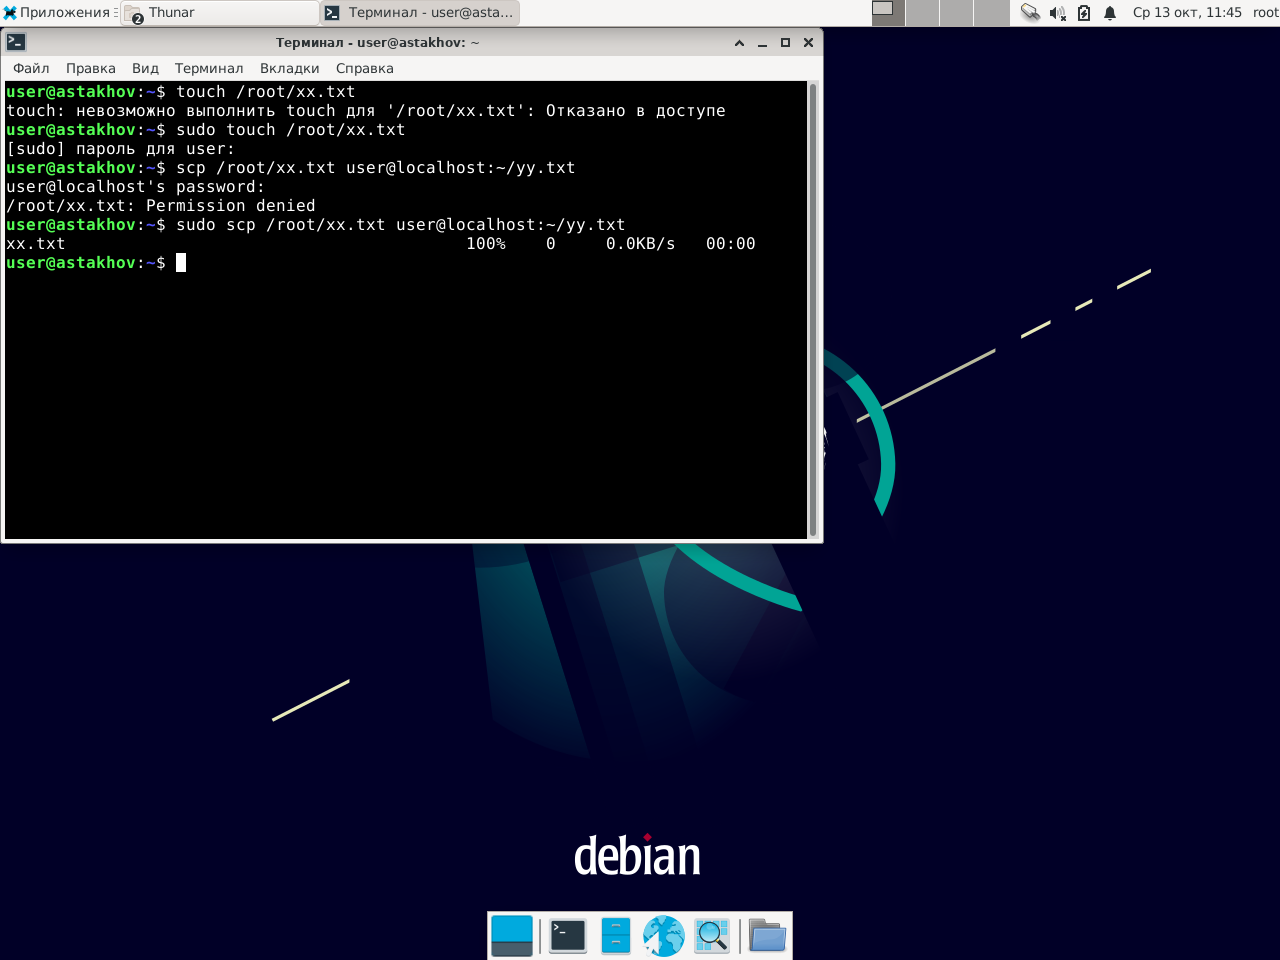 Приложения Thunar Терминал - user@asta... Ср 13 окт, 11:45 root
2
Терминал - user@astakhov: ~
Файл Правка Вид Терминал Вкладки Справка
user@astakhov:~$ touch /root/xx.txt
touch: невозможно выполнить touch для '/root/xx.txt': Отказано в доступе
user@astakhov:~$ sudo touch /root/xx.txt
[sudo] пароль для user:
user@astakhov:~$ scp /root/xx.txt user@localhost:~/yy.txt
user@localhost's password:
/root/xx.txt: Permission denied
user@astakhov:~$ sudo scp /root/xx.txt user@localhost:~/yy.txt
xx.txt 100% 0 0.0KB/s 00:00
user@astakhov:~$
debian